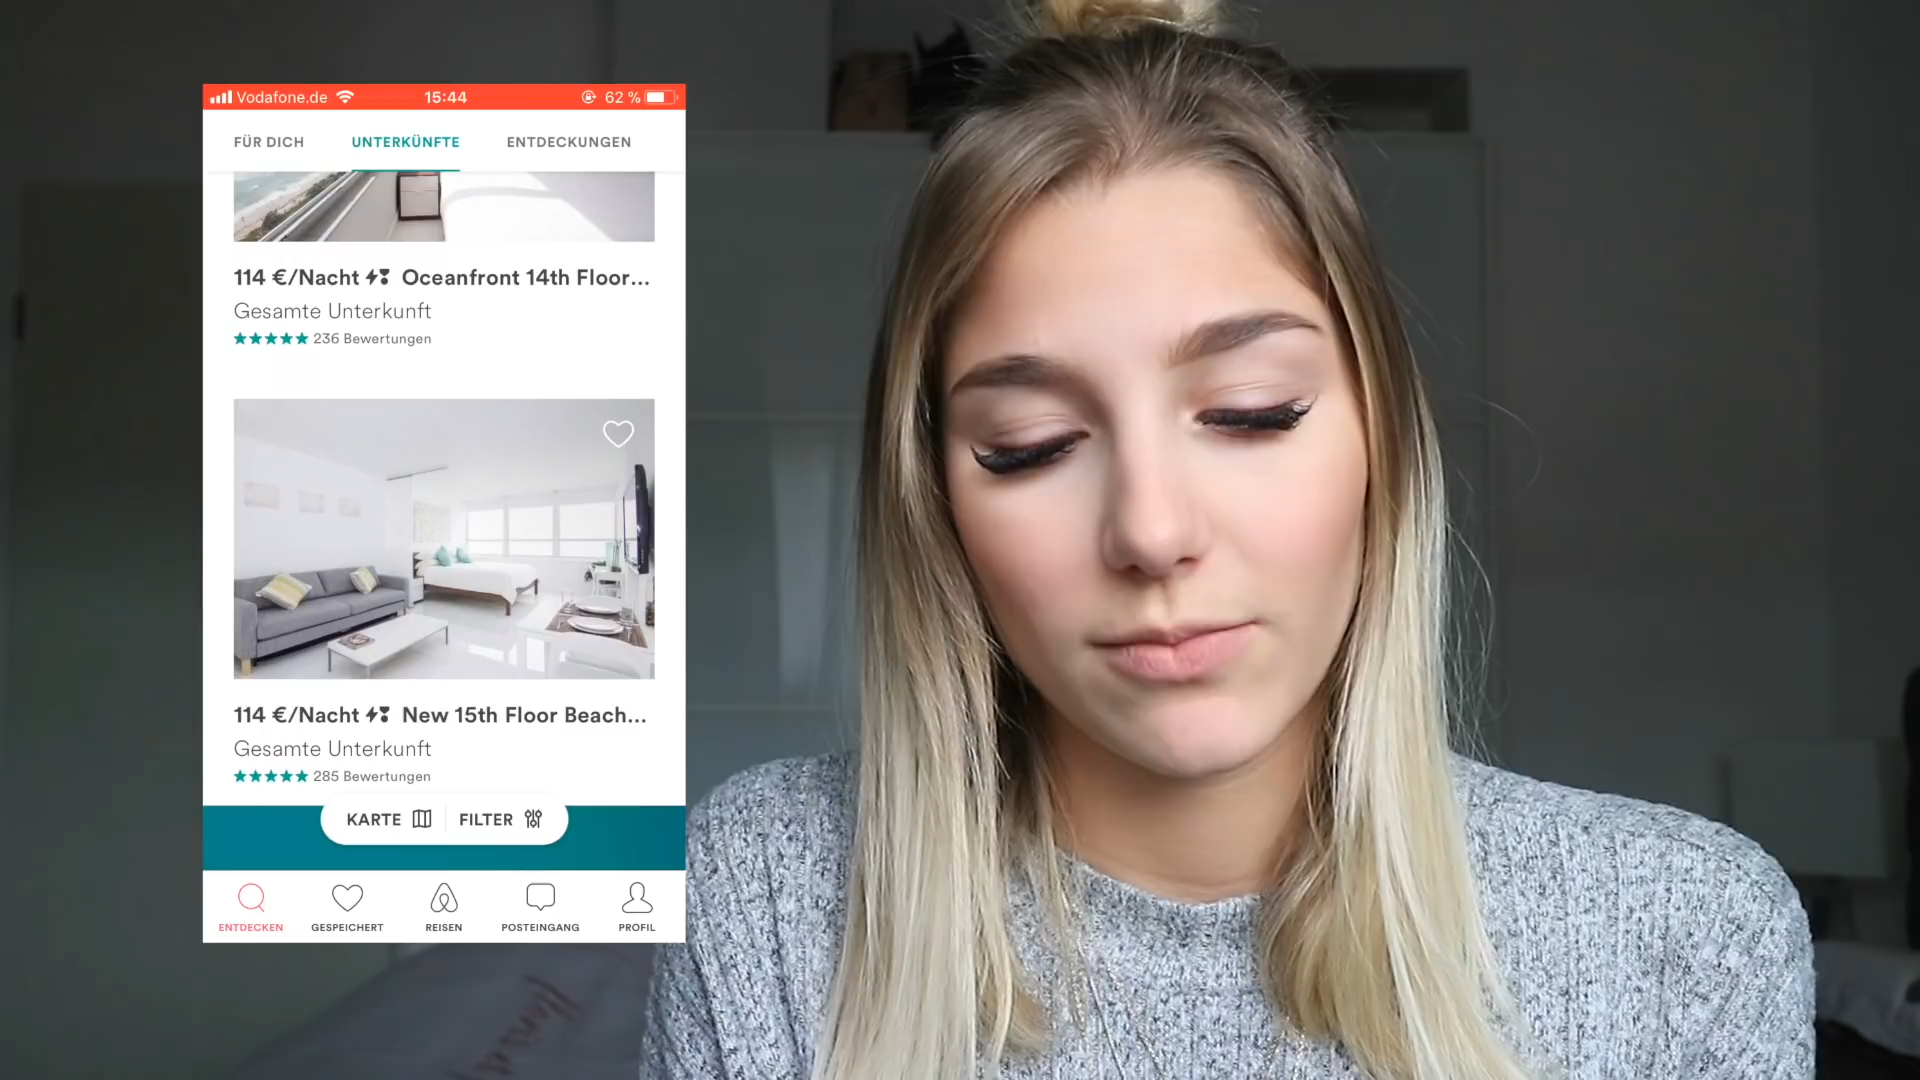 Vodafone.de 15:44 62 %
FÜR DICH UNTERKÜNFTE ENTDECKUNGEN
114 €/Nacht Oceanfront 14th Floor...
Gesamte Unterkunft
236 Bewertungen
114 €/Nacht New 15th Floor Beach...
Gesamte Unterkunft
285 Bewertungen
KARTE FILTER
ENTDECKEN GESPEICHERT REISEN POSTEINGANG PROFIL